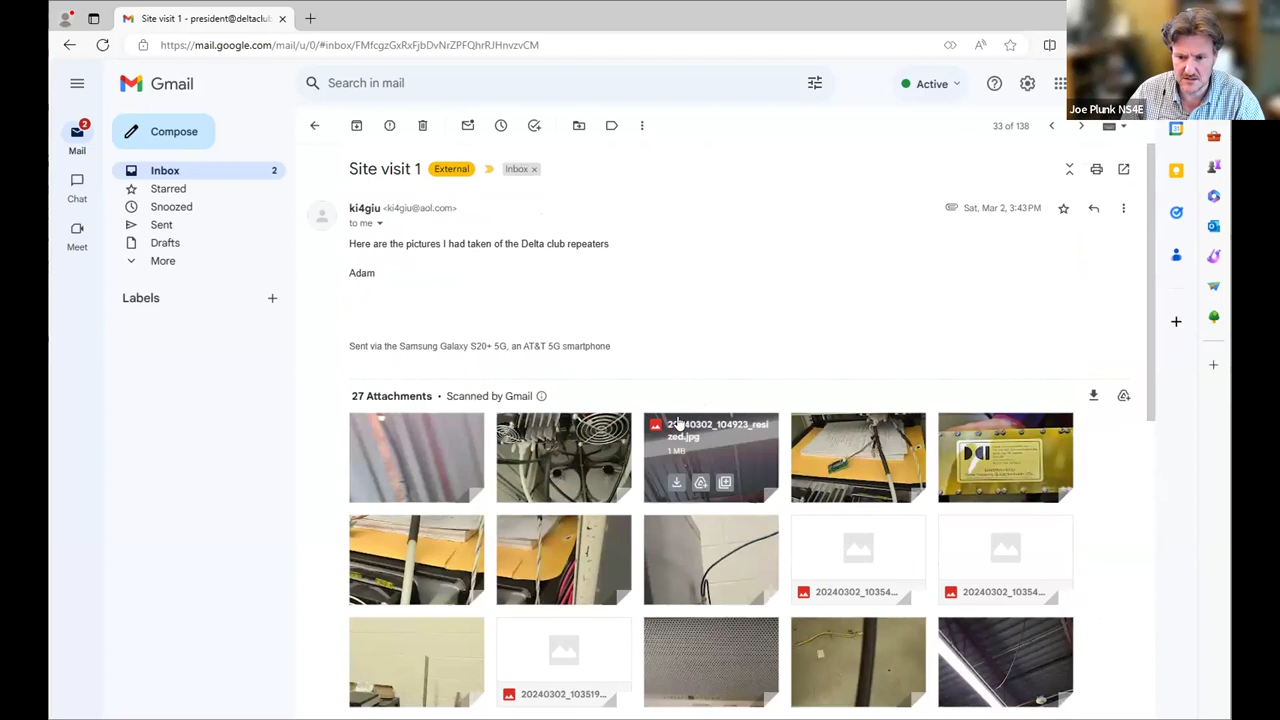 Site visit 1 - president@deltaclub
https://mail.google.com/mail/u/0/#inbox/FMfcgzGxRxFjbDvNrZPFQhrRJHnvzvCM
Joe Plunk NS4E
Gmail
Search in mail
Active
2
Mail
Chat
Meet
Compose
Inbox 2
Starred
Snoozed
Sent
Drafts
More
Labels
33 of 138
Site visit 1 External Inbox
ki4giu <ki4giu@aol.com>
Sat, Mar 2, 3:43 PM
to me
Here are the pictures I had taken of the Delta club repeaters
Adam
Sent via the Samsung Galaxy S20+ 5G, an AT&T 5G smartphone
27 Attachments • Scanned by Gmail
20240302_104923_resi
zed.jpg
1 MB
DCI
20240302_10354...
20240302_10354...
20240302_103519...